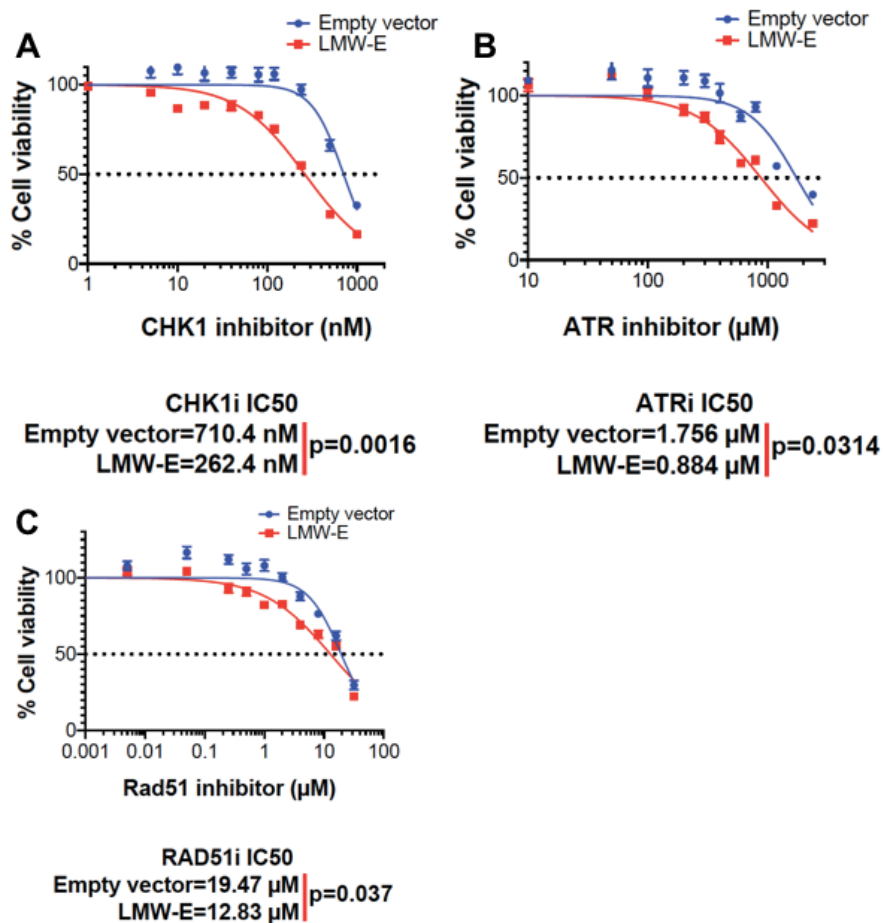 A
Empty vector
LMW-E
% Cell viability
100
50
0
1 10 100 1000
CHK1 inhibitor (nM)
CHK1i IC50
Empty vector=710.4 nM
LMW-E=262.4 nM
p=0.0016
B
Empty vector
LMW-E
% Cell viability
100
50
0
10 100 1000
ATR inhibitor (µM)
ATRi IC50
Empty vector=1.756 µM
LMW-E=0.884 µM
p=0.0314
C
Empty vector
LMW-E
% Cell viability
100
50
0
0.001 0.01 0.1 1 10 100
Rad51 inhibitor (µM)
RAD51i IC50
Empty vector=19.47 µM
LMW-E=12.83 µM
p=0.037